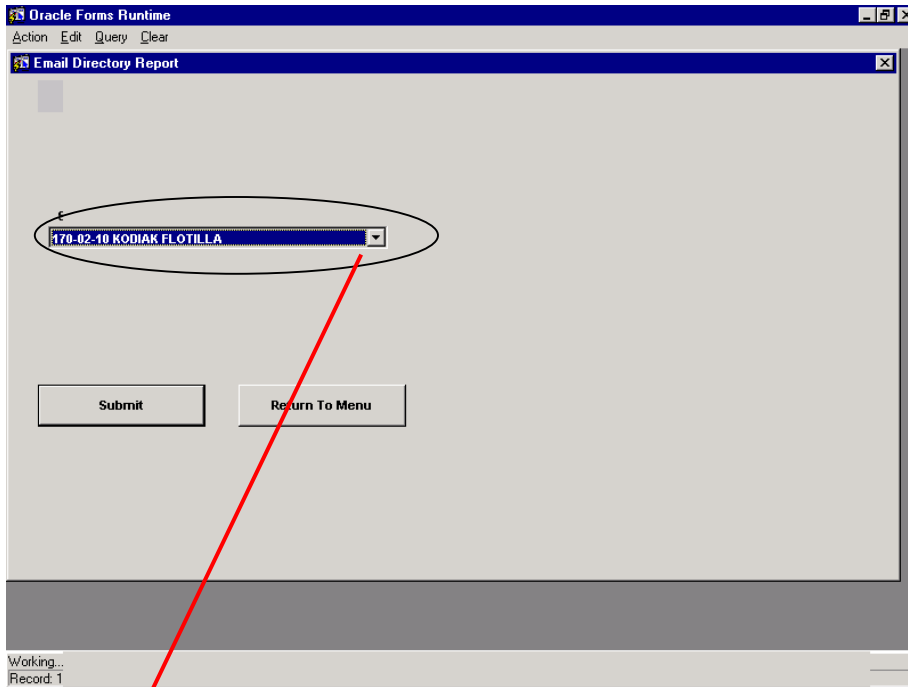 Oracle Forms Runtime
Action Edit Query Clear
Email Directory Report
170-02-10 KODIAK FLOTILLA
Submit Return To Menu
Working...
Record: 1